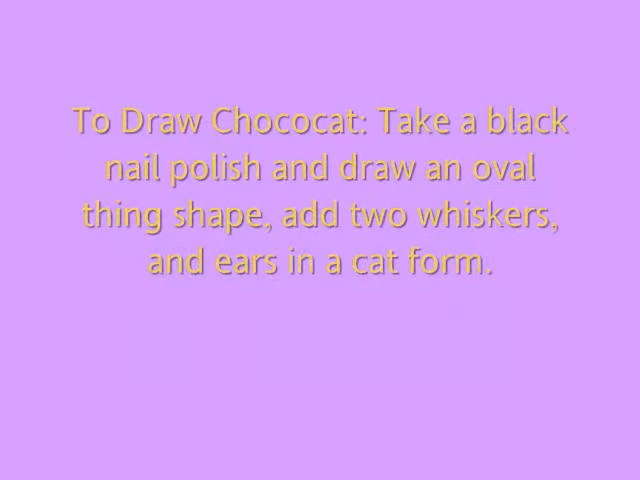 To Draw Chococat: Take a black
nail polish and draw an oval
thing shape, add two whiskers,
and ears in a cat form.